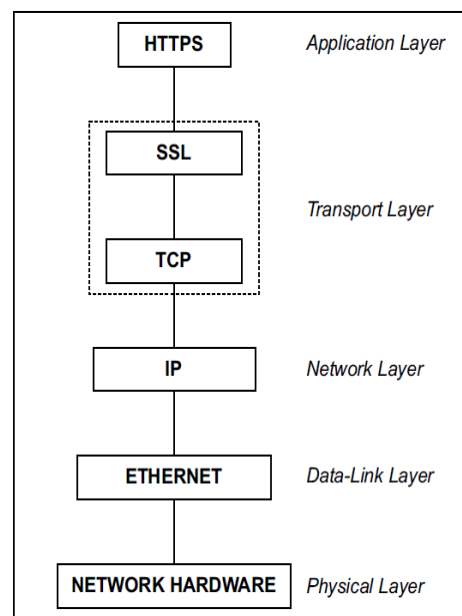 HTTPS Application Layer
SSL
Transport Layer
TCP
IP Network Layer
ETHERNET Data-Link Layer
NETWORK HARDWARE Physical Layer